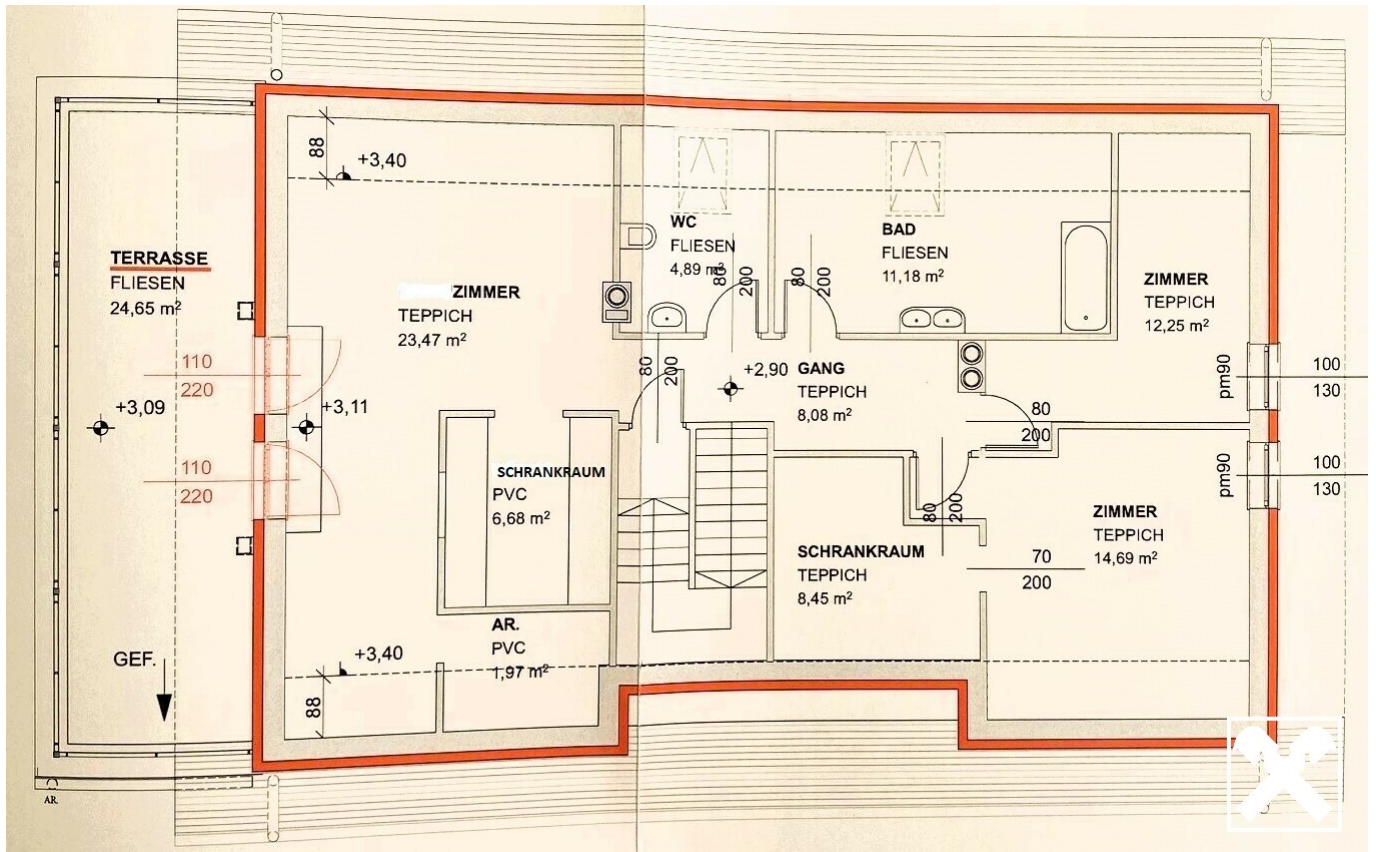 88
+3,40
TERRASSE
FLIESEN
24,65 m²
ZIMMER
TEPPICH
23,47 m²
WC
FLIESEN
4,89 m²
80
200
80
200
BAD
FLIESEN
11,18 m²
ZIMMER
TEPPICH
12,25 m²
110
220
+3,09
+3,11
110
220
80
200
+2,90
GANG
TEPPICH
8,08 m²
80
200
pm90
100
130
pm90
100
130
SCHRANKRAUM
PVC
6,68 m²
80
200
SCHRANKRAUM
TEPPICH
8,45 m²
70
200
ZIMMER
TEPPICH
14,69 m²
AR.
PVC
1,97 m²
GEF.
+3,40
88
AR.